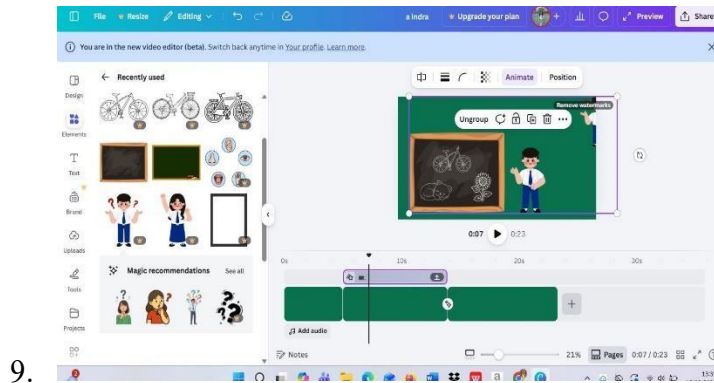 File Resize Editing a indra Upgrade your plan Preview Share
You are in the new video editor (beta). Switch back anytime in Your profile. Learn more.
Recently used
Animate Position
Design
Remove watermarks
Ungroup
Elements
Text
Brand
0:07 0:23
Uploads
0s 10s 20s 30s
Magic recommendations See all
Tools
Projects
Add audio
Notes 21% Pages 0:07 / 0:23
9.